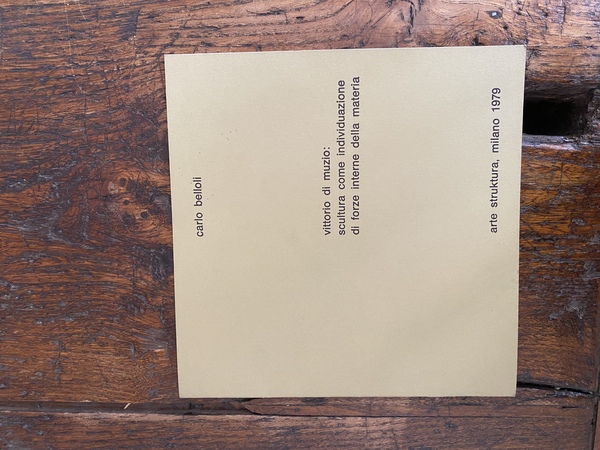 carlo belloli
vittorio di muzio:
scultura come individuazione
di forze interne della materia
arte struktura, milano 1979